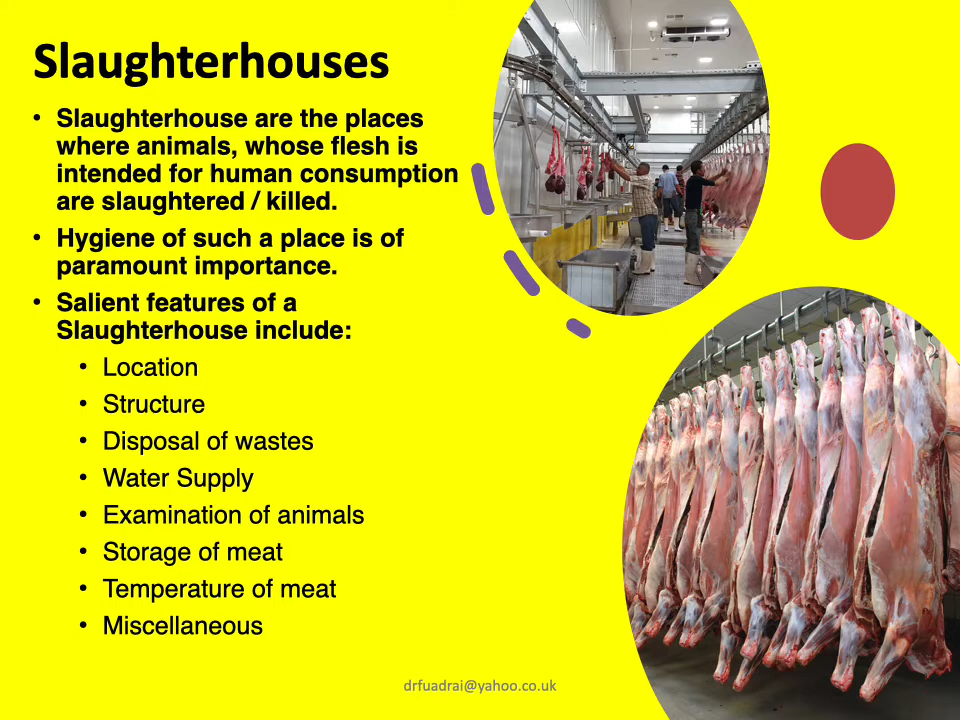 Slaughterhouses
• Slaughterhouse are the places
where animals, whose flesh is
intended for human consumption
are slaughtered / killed.
• Hygiene of such a place is of
paramount importance.
• Salient features of a
Slaughterhouse include:
• Location
• Structure
• Disposal of wastes
• Water Supply
• Examination of animals
• Storage of meat
• Temperature of meat
• Miscellaneous
drfuadrai@yahoo.co.uk